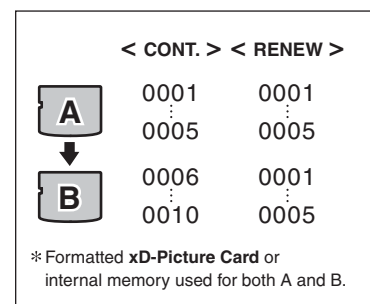 < CONT. > < RENEW >
A
0001 0001
⋮ ⋮
0005 0005
B
0006 0001
⋮ ⋮
0010 0005
* Formatted xD-Picture Card or
internal memory used for both A and B.